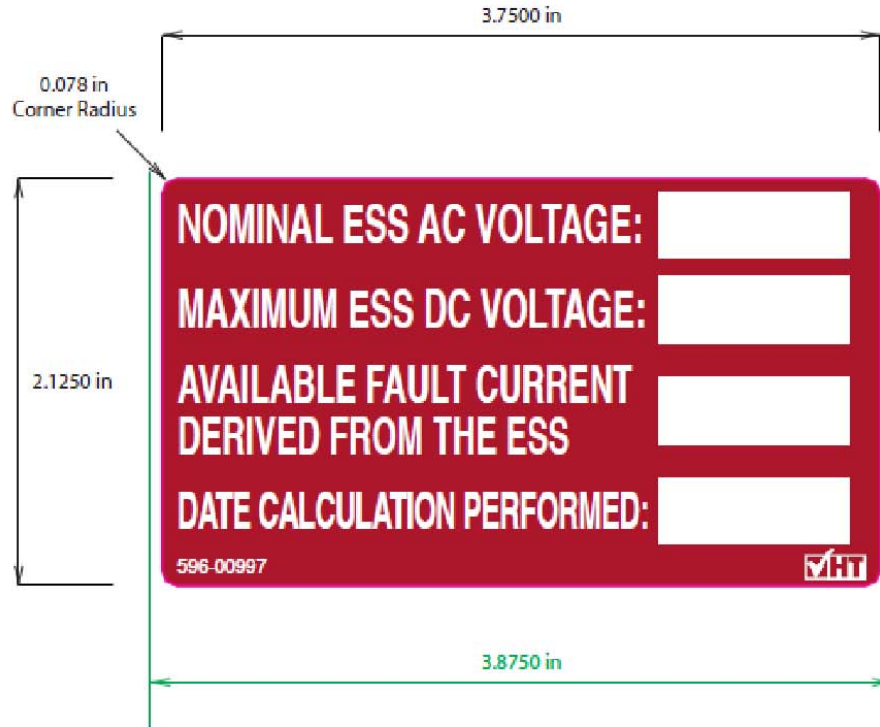 3.7500 in
0.078 in
Corner Radius
NOMINAL ESS AC VOLTAGE:
MAXIMUM ESS DC VOLTAGE:
2.1250 in
AVAILABLE FAULT CURRENT
DERIVED FROM THE ESS
DATE CALCULATION PERFORMED:
596-00997
HT
3.8750 in